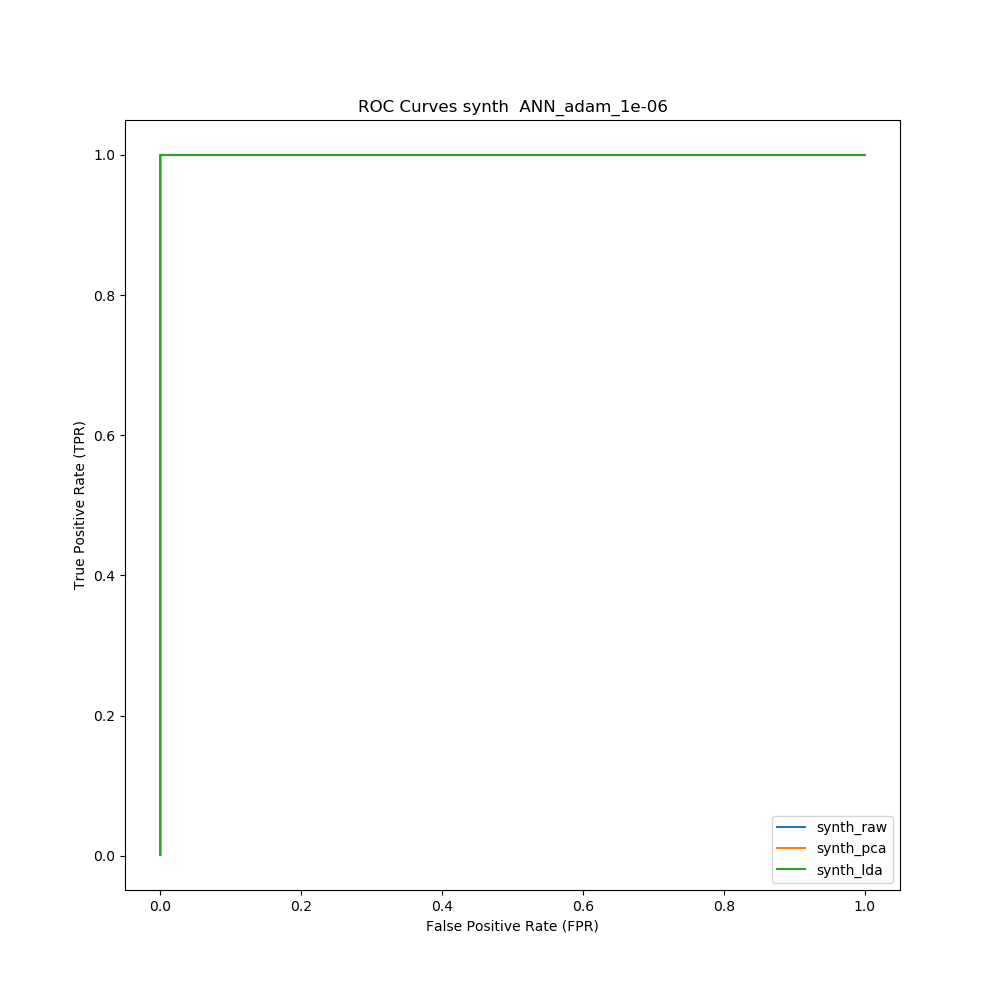 ROC Curves synth  ANN_adam_1e-06
True Positive Rate (TPR)
1.0
0.8
0.6
0.4
0.2
0.0
0.0 0.2 0.4 0.6 0.8 1.0
False Positive Rate (FPR)
synth_raw
synth_pca
synth_lda